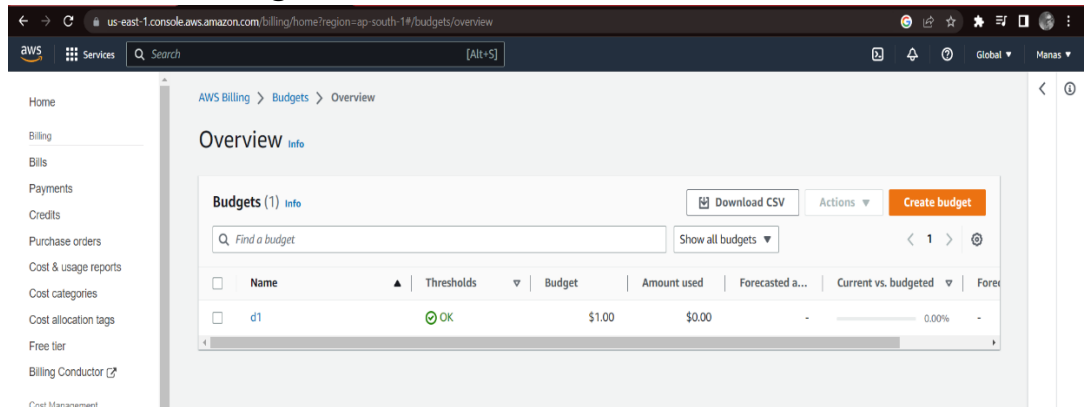 us-east-1.console.aws.amazon.com/billing/home?region=ap-south-1#/budgets/overview
aws Services Search [Alt+S] Global Manas
Home
Billing
Bills
Payments
Credits
Purchase orders
Cost & usage reports
Cost categories
Cost allocation tags
Free tier
Billing Conductor
Cost Management
AWS Billing > Budgets > Overview
Overview Info
Budgets (1) Info Download CSV Actions Create budget
Find a budget Show all budgets < 1 >
Name Thresholds Budget Amount used Forecasted a... Current vs. budgeted Fore
d1 OK $1.00 $0.00 - 0.00% -